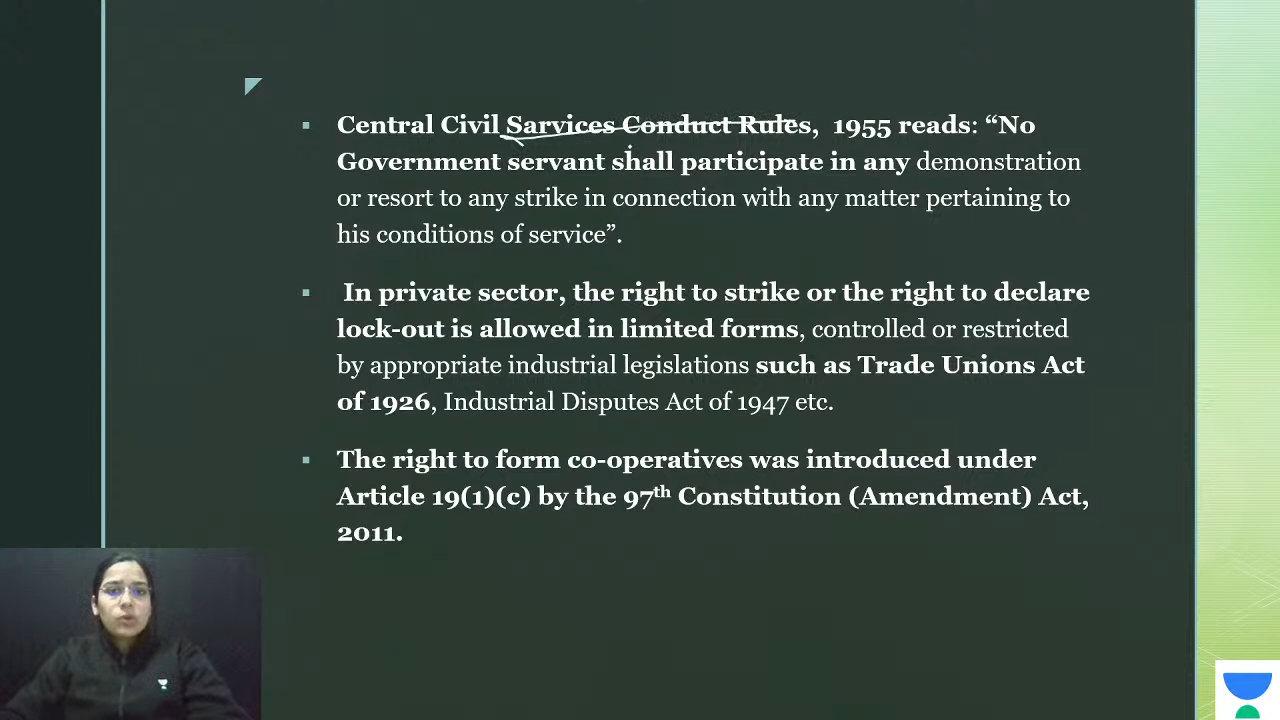 Central Civil Sarvices Conduct Rules, 1955 reads: “No
Government servant shall participate in any demonstration
or resort to any strike in connection with any matter pertaining to
his conditions of service”.
In private sector, the right to strike or the right to declare
lock-out is allowed in limited forms, controlled or restricted
by appropriate industrial legislations such as Trade Unions Act
of 1926, Industrial Disputes Act of 1947 etc.
The right to form co-operatives was introduced under
Article 19(1)(c) by the 97th Constitution (Amendment) Act,
2011.